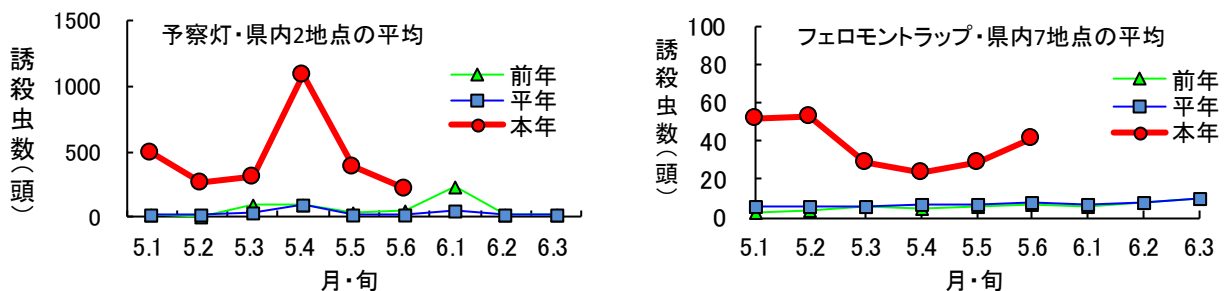 予察灯・県内2地点の平均
誘殺虫数(頭)
1500
1000
500
0
前年
平年
本年
5.1 5.2 5.3 5.4 5.5 5.6 6.1 6.2 6.3
月・旬
フェロモントラップ・県内7地点の平均
誘殺虫数(頭)
100
80
60
40
20
0
前年
平年
本年
5.1 5.2 5.3 5.4 5.5 5.6 6.1 6.2 6.3
月・旬